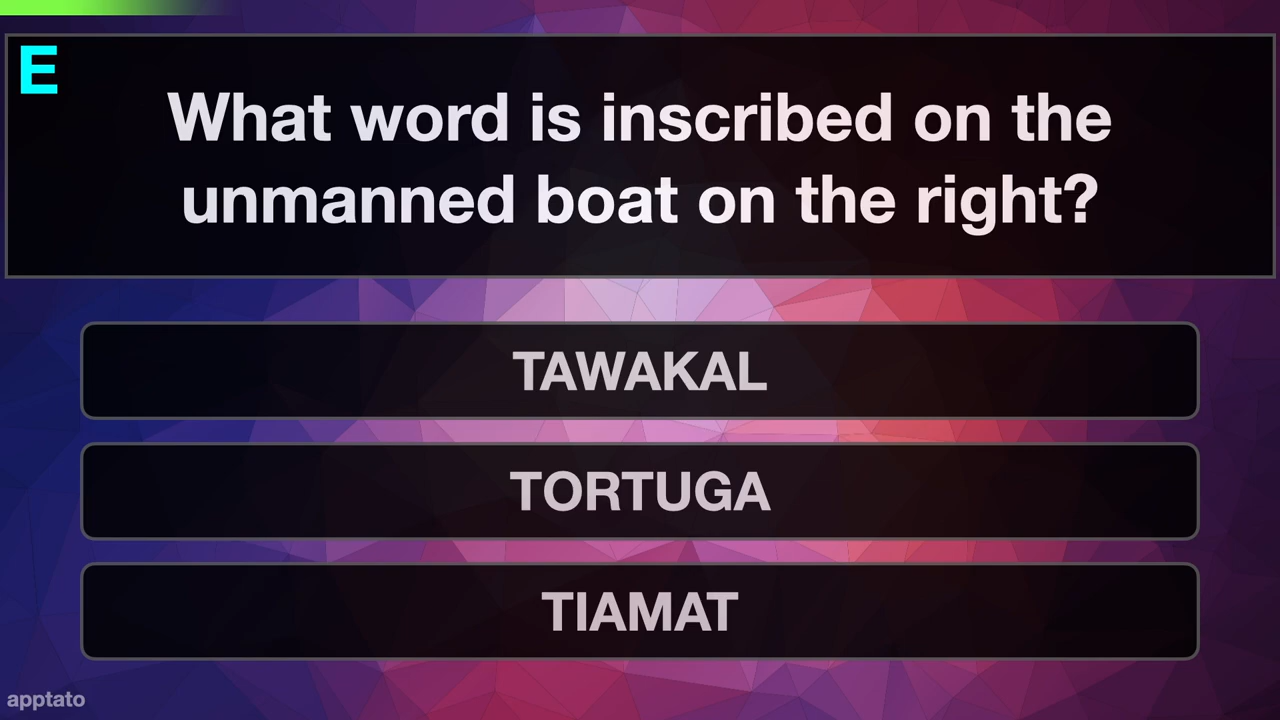 E
What word is inscribed on the
unmanned boat on the right?
TAWAKAL
TORTUGA
TIAMAT
apptato